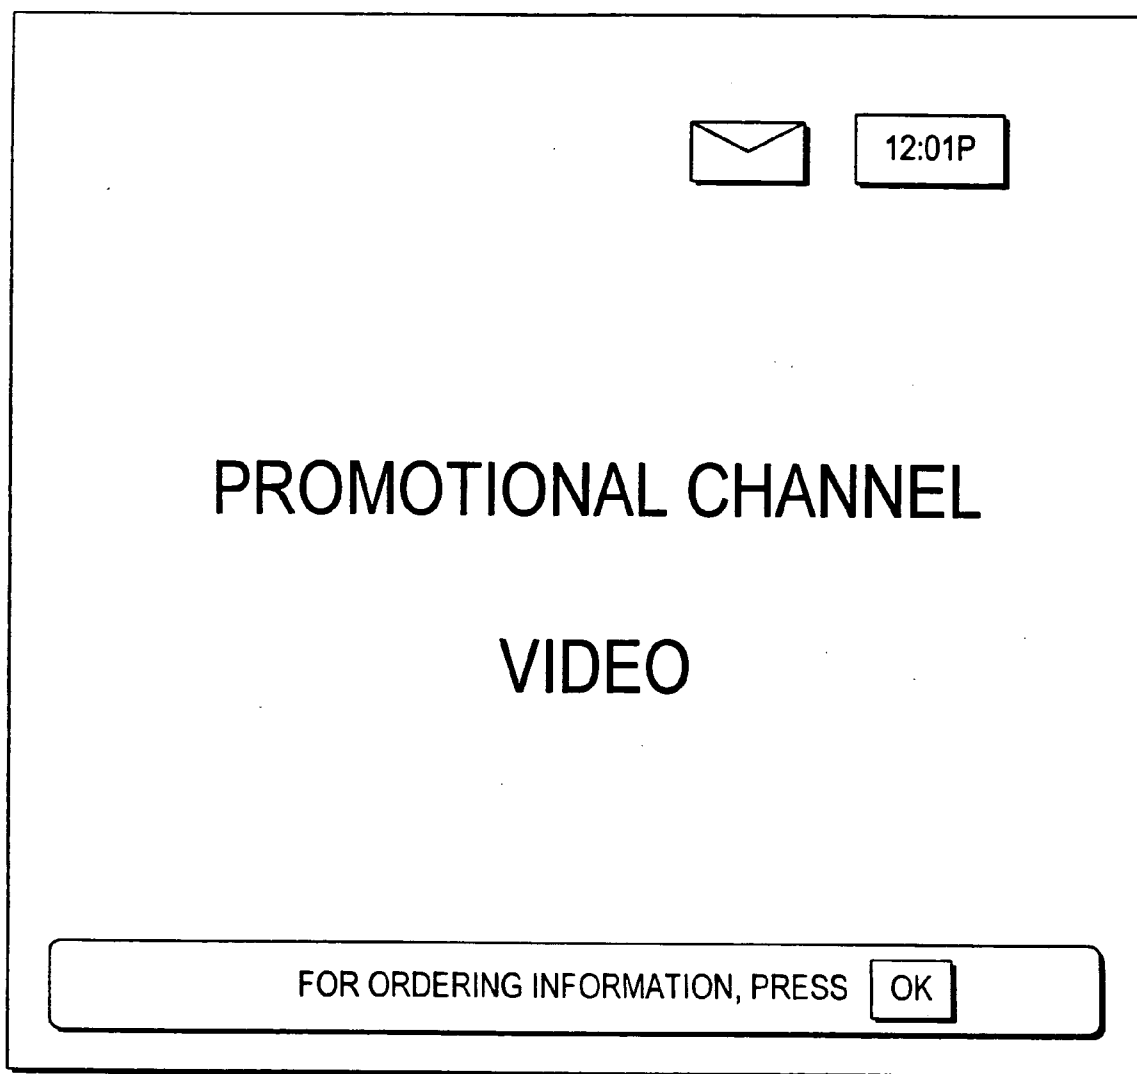 12:01P
PROMOTIONAL CHANNEL
VIDEO
FOR ORDERING INFORMATION, PRESS OK